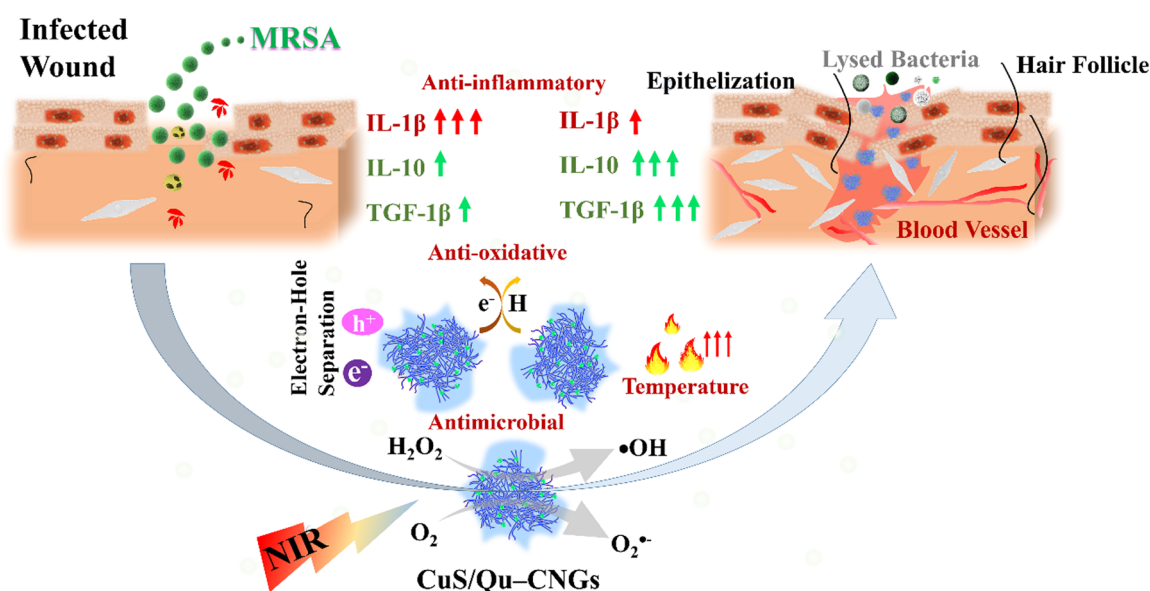 Infected
Wound
MRSA
Anti-inflammatory
IL-1β
IL-10
TGF-1β
IL-1β
IL-10
TGF-1β
Epithelization
Lysed Bacteria
Hair Follicle
Blood Vessel
Anti-oxidative
e⁻ H
Electron-Hole
Separation
h⁺
e⁻
Temperature
Antimicrobial
H₂O₂
•OH
O₂
O₂•⁻
NIR
CuS/Qu–CNGs